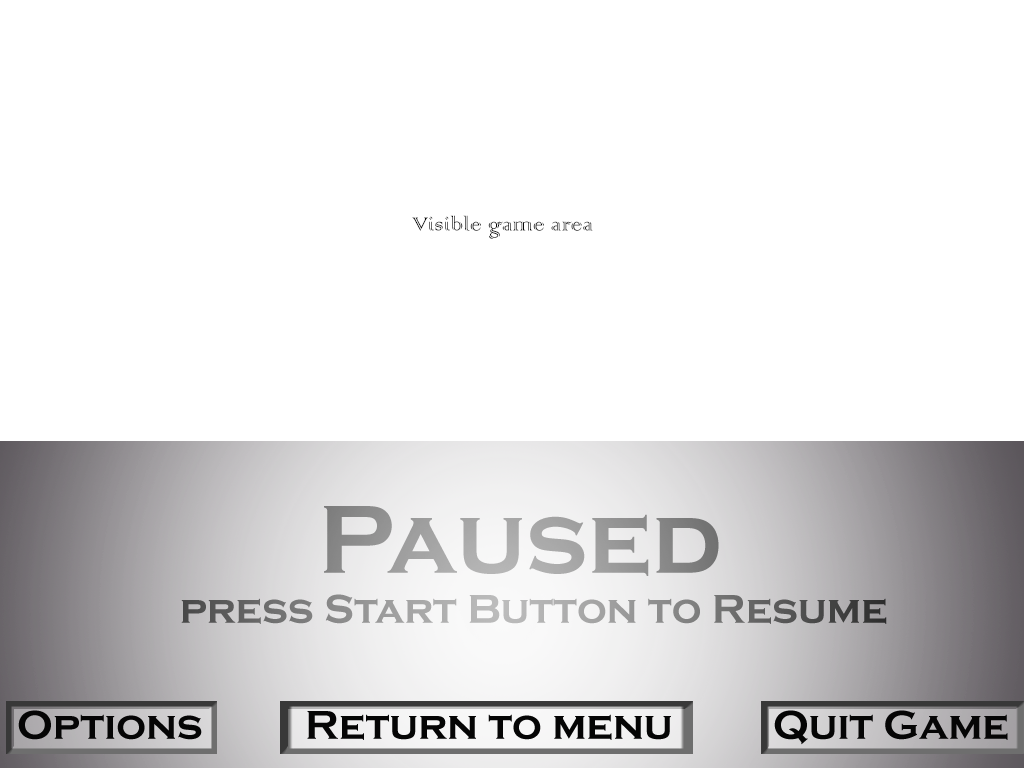 Visible game area
Paused
press Start Button to Resume
Options
Return to menu
Quit Game